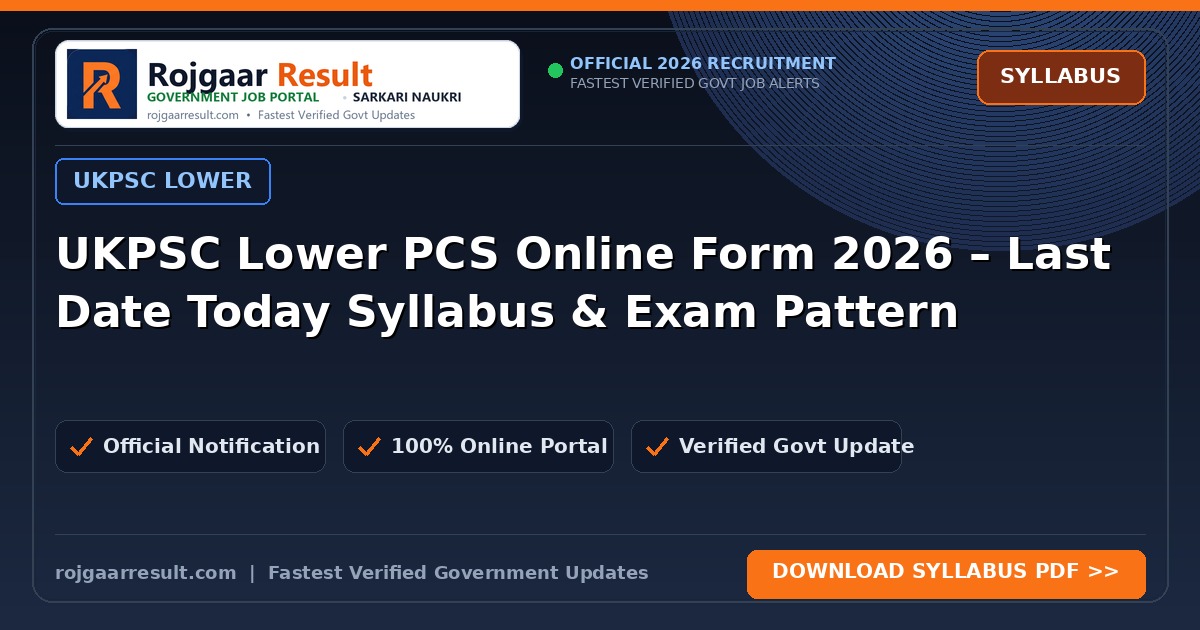 Rojgaar Result
GOVERNMENT JOB PORTAL • SARKARI NAUKRI
rojgaarresult.com • Fastest Verified Govt Updates
OFFICIAL 2026 RECRUITMENT
FASTEST VERIFIED GOVT JOB ALERTS
SYLLABUS
UKPSC LOWER
UKPSC Lower PCS Online Form 2026 – Last
Date Today Syllabus & Exam Pattern
Official Notification
100% Online Portal
Verified Govt Update
rojgaarresult.com | Fastest Verified Government Updates
DOWNLOAD SYLLABUS PDF >>